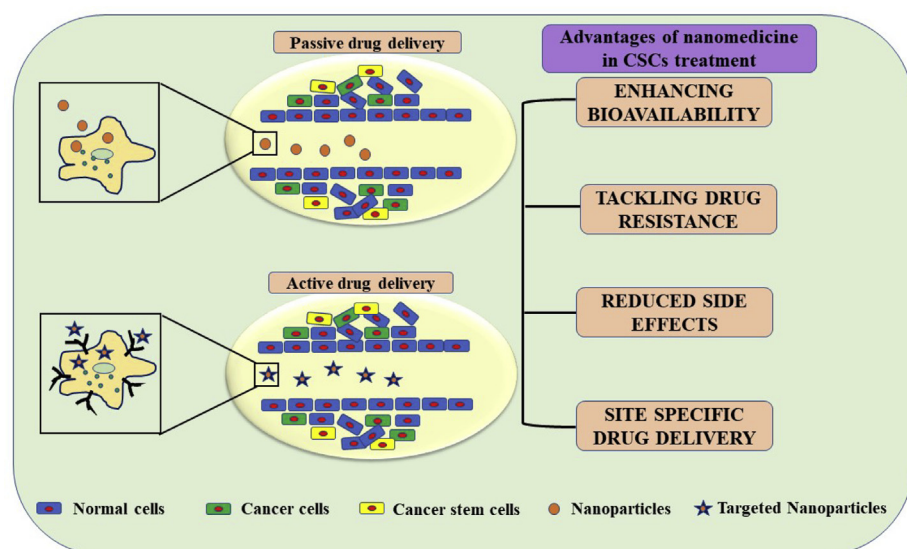 Passive drug delivery
Active drug delivery
Advantages of nanomedicine
in CSCs treatment
ENHANCING
BIOAVAILABILITY
TACKLING DRUG
RESISTANCE
REDUCED SIDE
EFFECTS
SITE SPECIFIC
DRUG DELIVERY
Normal cells
Cancer cells
Cancer stem cells
Nanoparticles
Targeted Nanoparticles